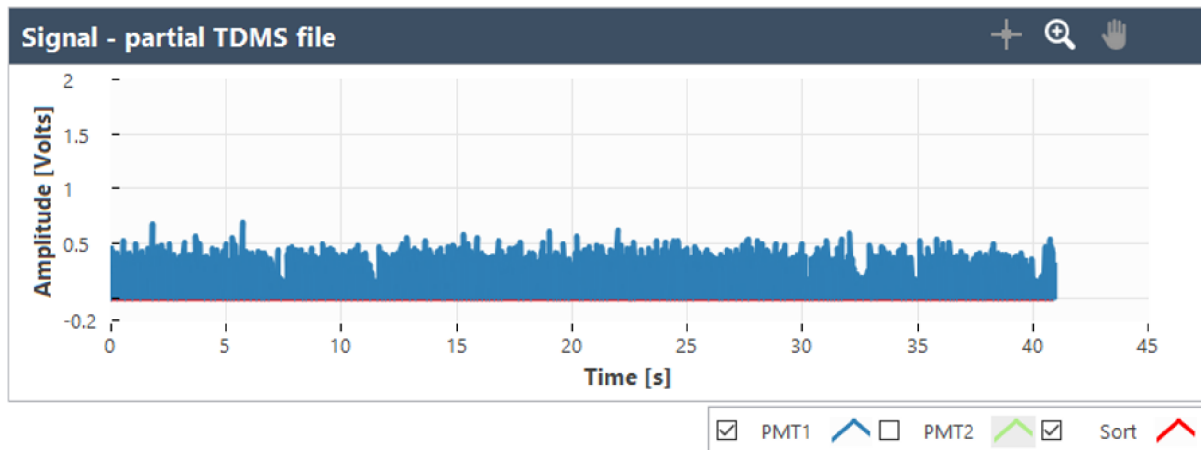 Signal - partial TDMS file
Amplitude [Volts]
2
1.5
1
0.5
-0.2
0 5 10 15 20 25 30 35 40 45
Time [s]
PMT1 PMT2 Sort